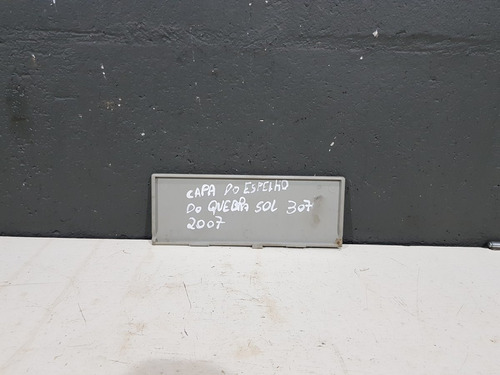 CAPA DO ESPELHO
DO QUEBRA SOL 307
2007